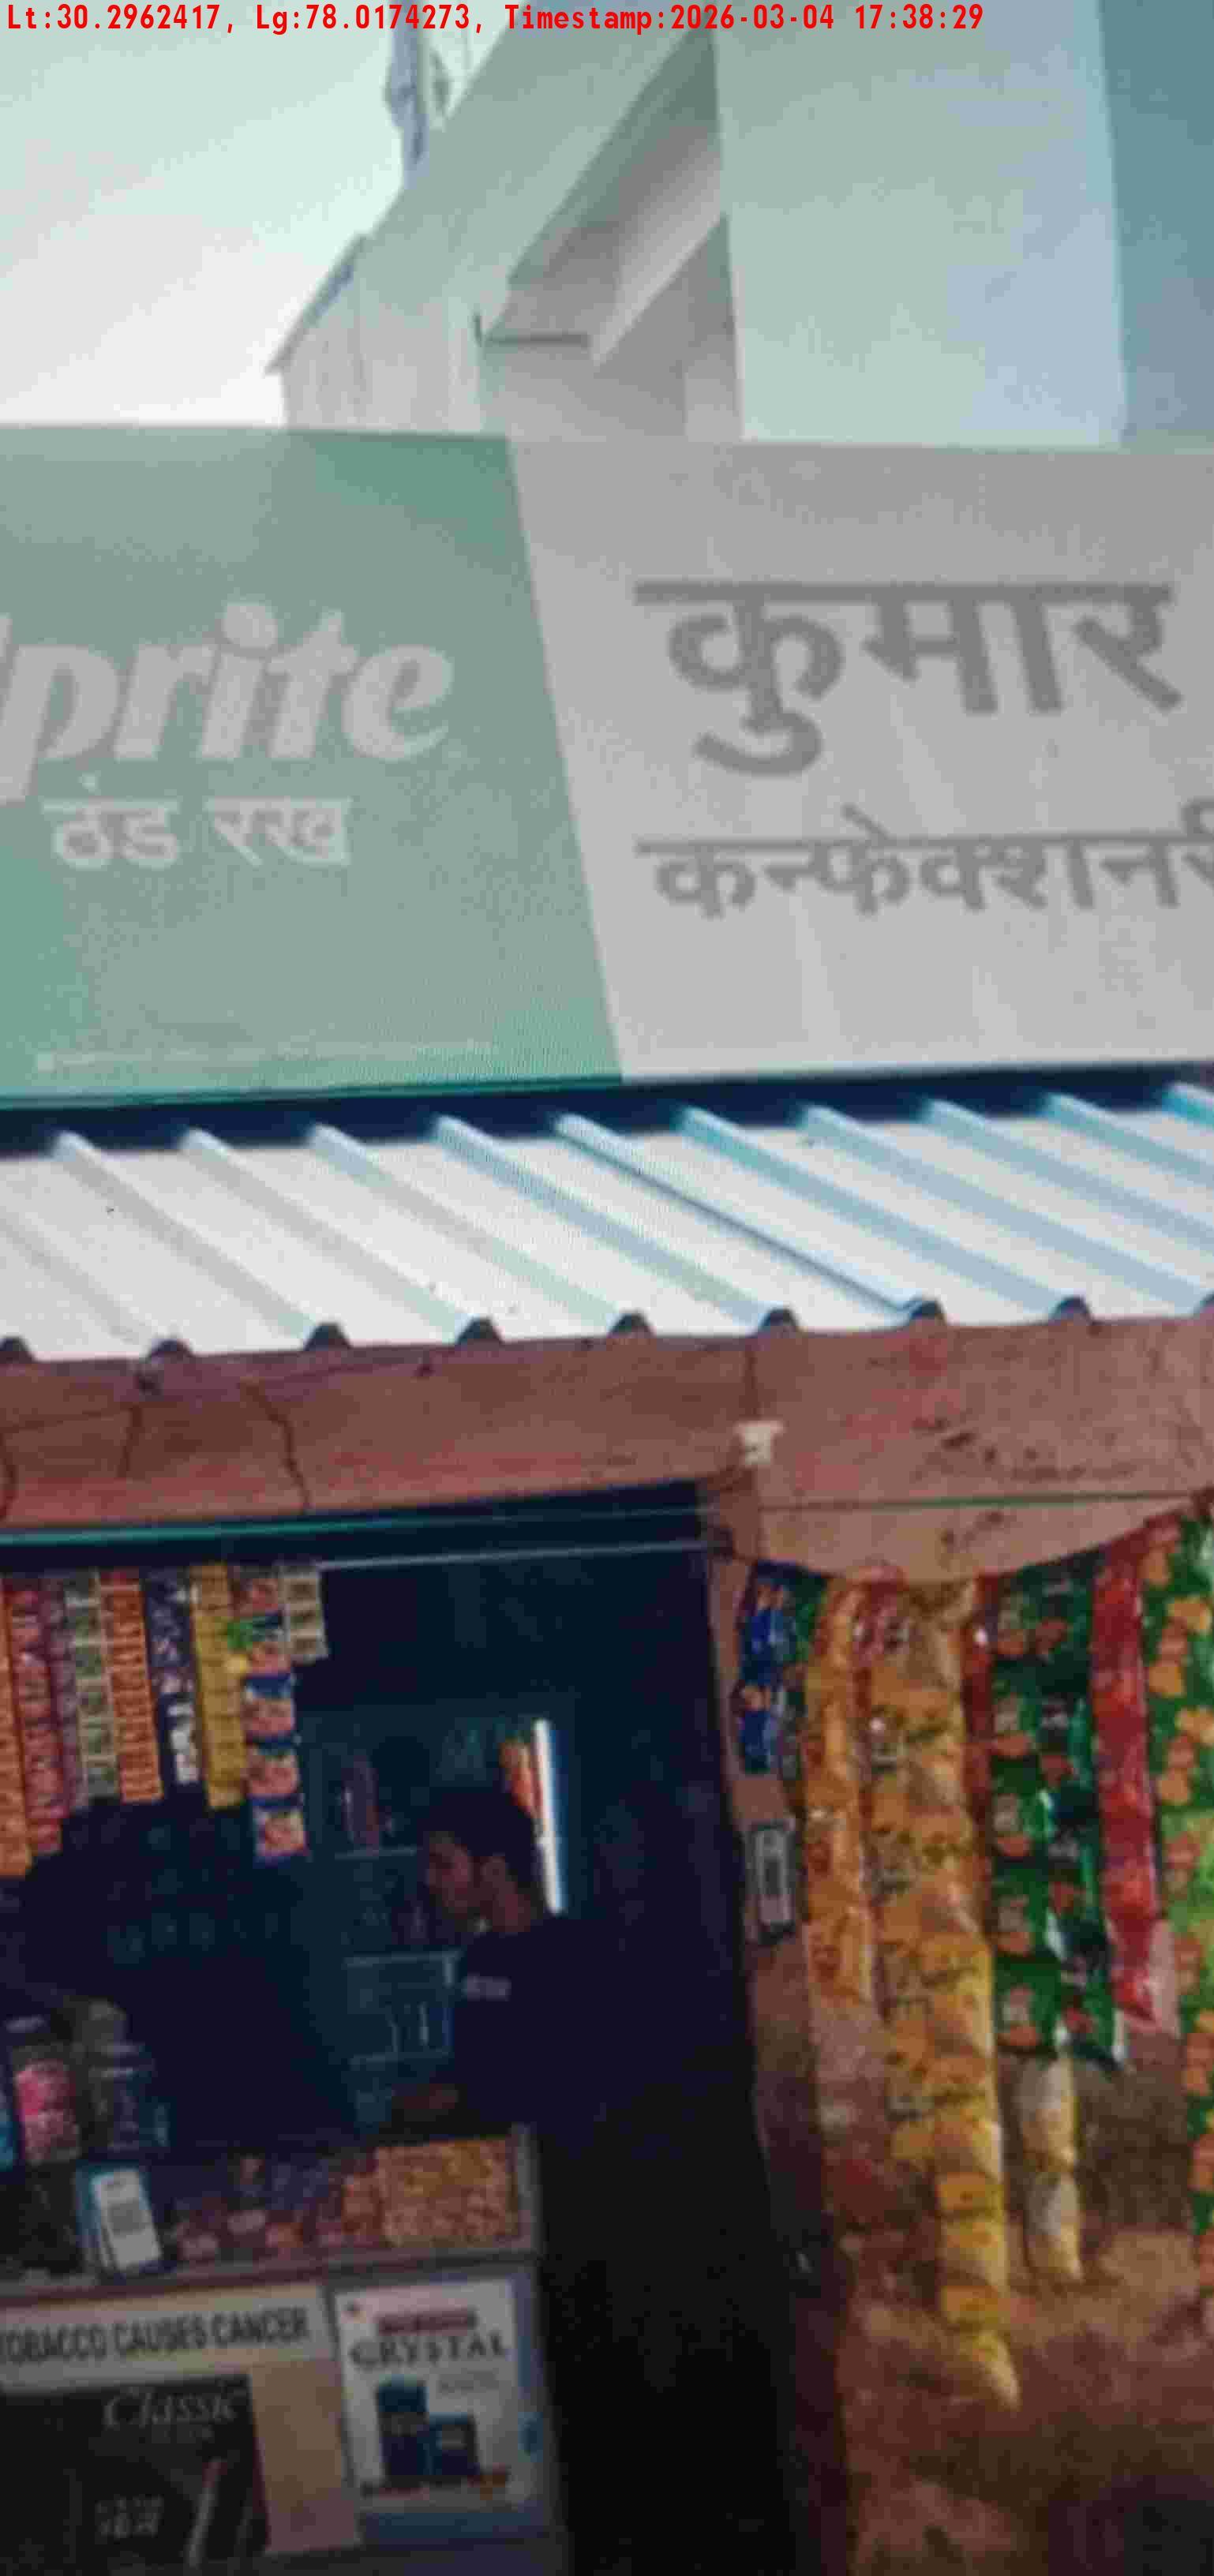 Lt:30.2962417, Lg:78.0174273, Timestamp:2026-03-04 17:38:29
prite
ठंड रख
कुमार
कन्फेक्शनरी
TOBACCO CAUSES CANCER
Classic
CRYSTAL